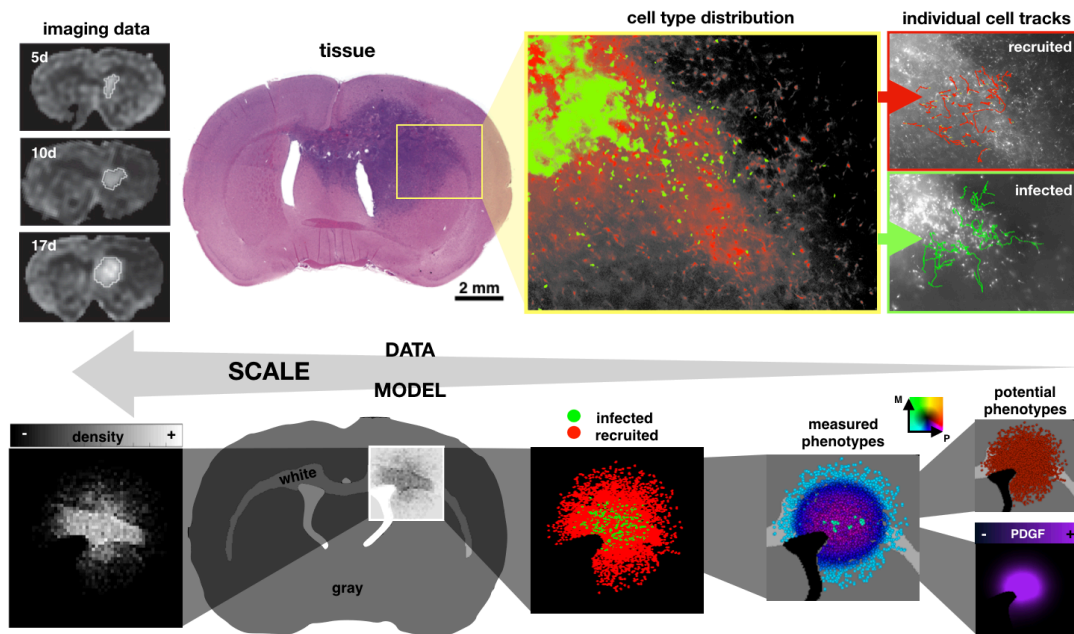 imaging data
5d
10d
17d
tissue
2 mm
cell type distribution
individual cell tracks
recruited
infected
SCALE
DATA
MODEL
- density +
white
gray
infected
recruited
measured
phenotypes
M
P
potential
phenotypes
- PDGF +